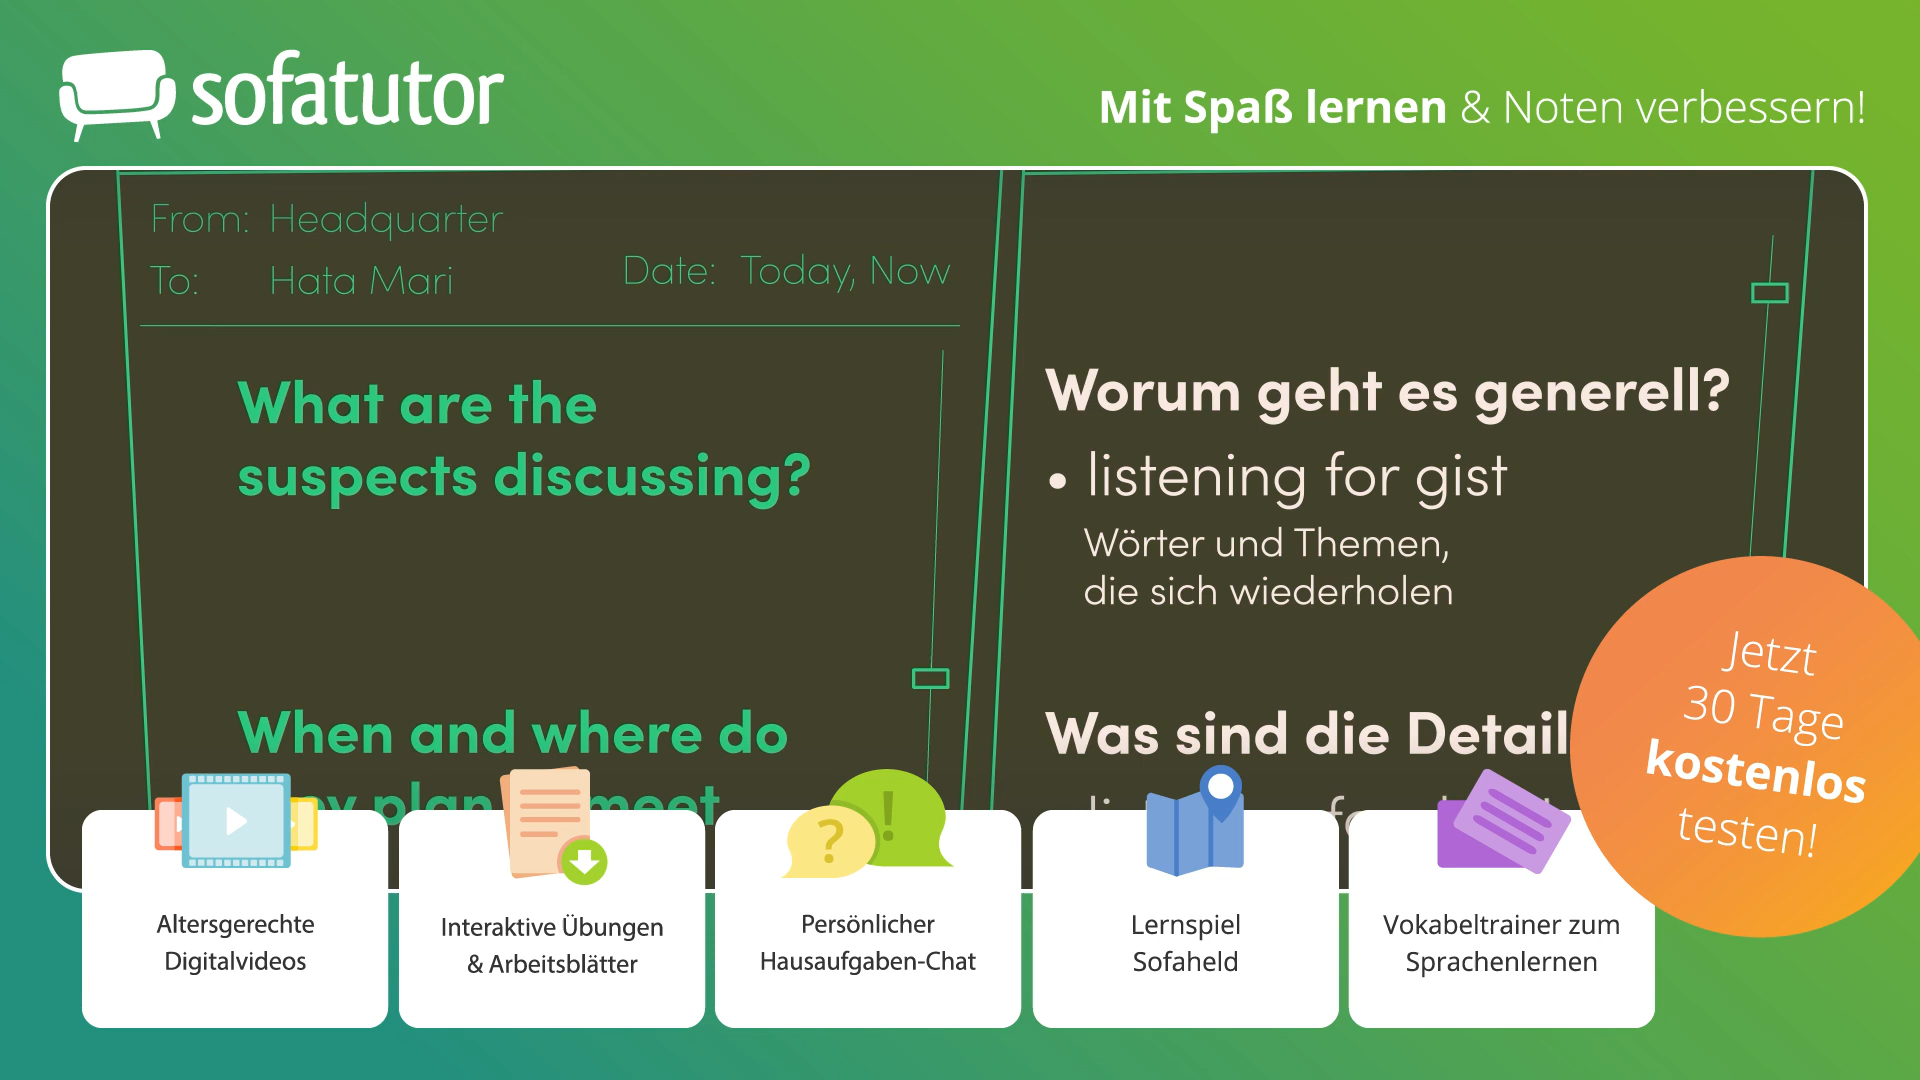 sofatutor
Mit Spaß lernen & Noten verbessern!
From: Headquarter
To: Hata Mari
Date: Today, Now
What are the
suspects discussing?
When and where do
plan meet
Worum geht es generell?
• listening for gist
Wörter und Themen,
die sich wiederholen
Was sind die Detail
Jetzt
30 Tage
kostenlos
testen!
Altersgerechte
Digitalvideos
Interaktive Übungen
& Arbeitsblätter
Persönlicher
Hausaufgaben-Chat
Lernspiel
Sofaheld
Vokabeltrainer zum
Sprachenlernen